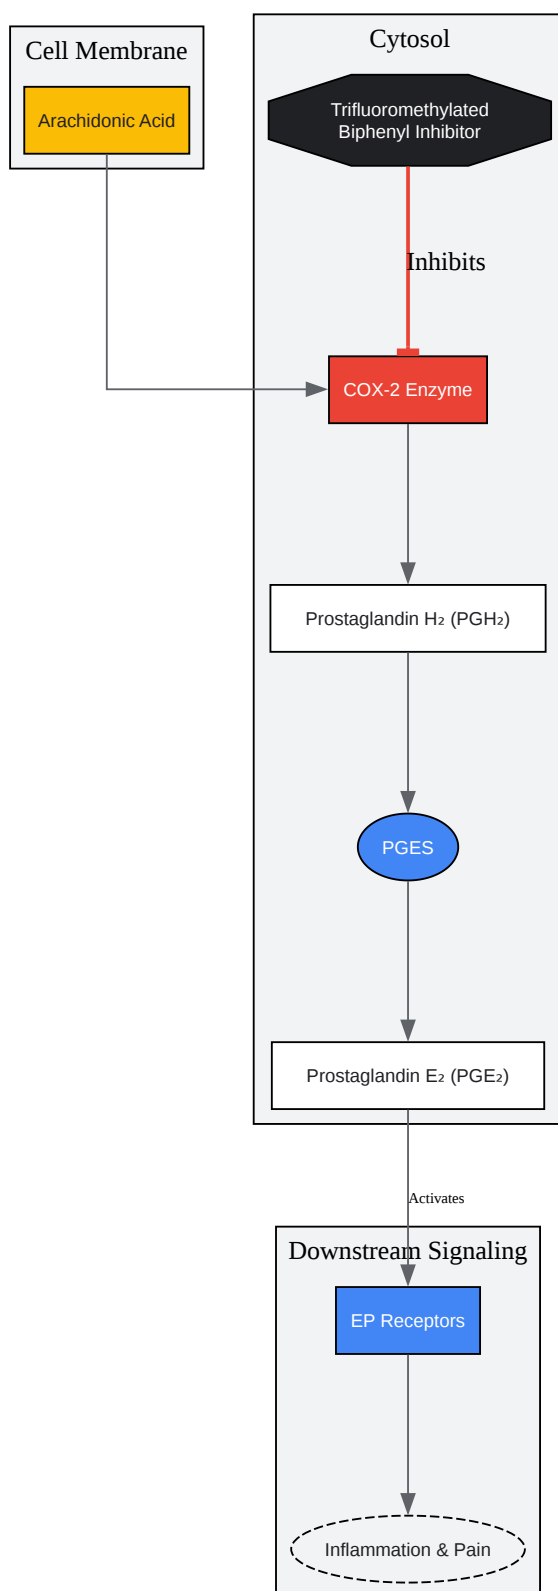 Cell Membrane
Arachidonic Acid
Cytosol
Trifluoromethylated
Biphenyl Inhibitor
Inhibits
COX-2 Enzyme
Prostaglandin H₂ (PGH₂)
PGES
Prostaglandin E₂ (PGE₂)
Activates
Downstream Signaling
EP Receptors
Inflammation & Pain